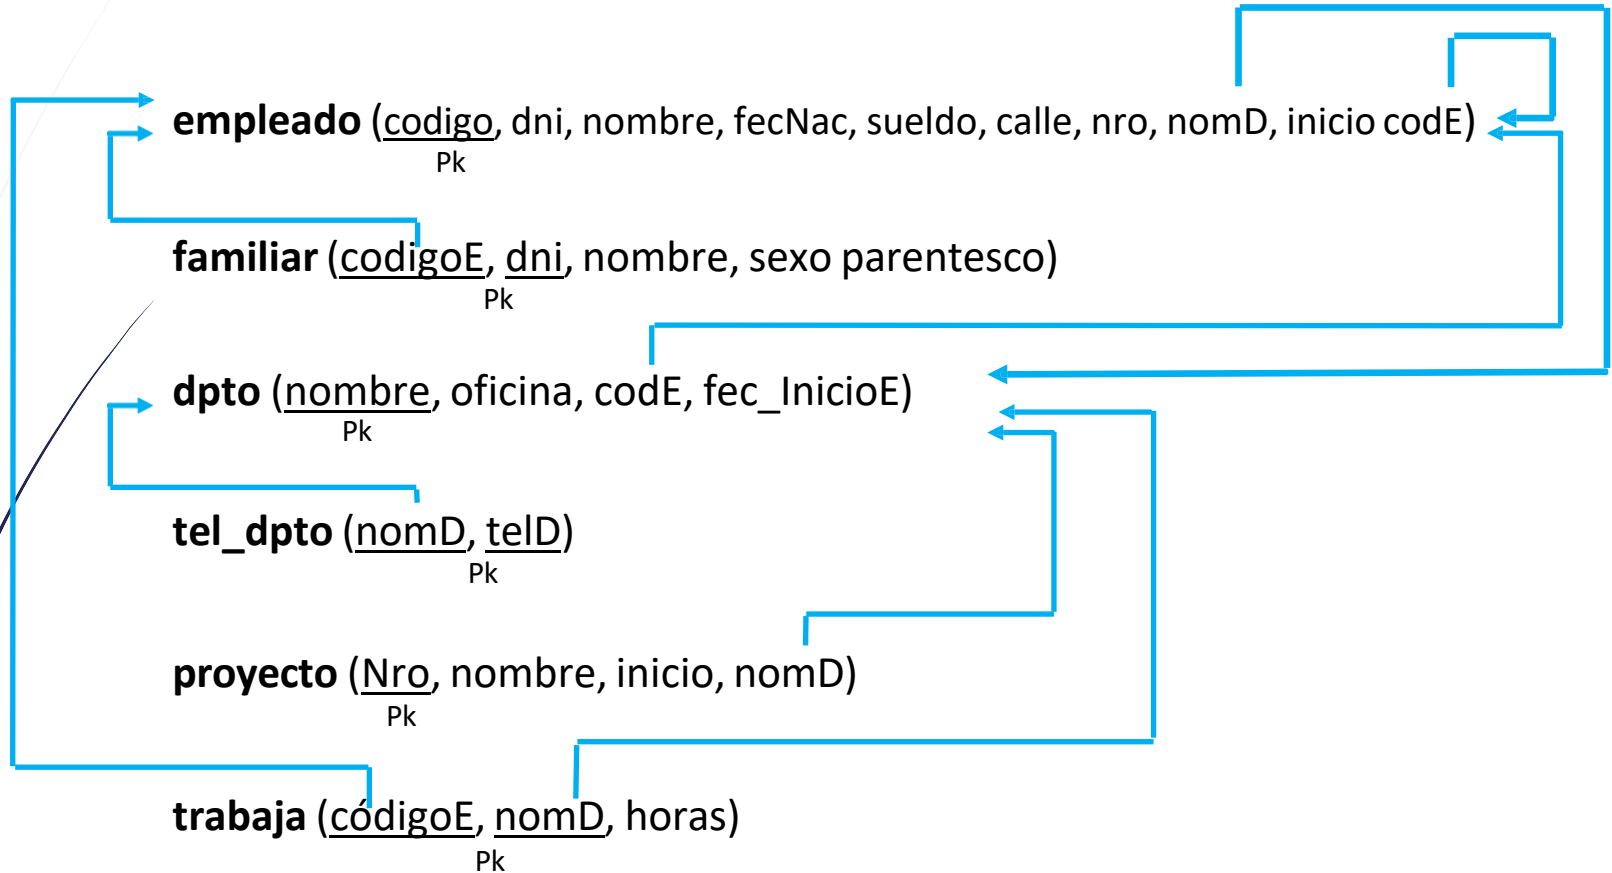 empleado (codigo, dni, nombre, fecNac, sueldo, calle, nro, nomD, inicio codE)
Pk
familiar (codigoE, dni, nombre, sexo parentesco)
Pk
dpto (nombre, oficina, codE, fec_InicioE)
Pk
tel_dpto (nomD, telD)
Pk
proyecto (Nro, nombre, inicio, nomD)
Pk
trabaja (códigoE, nomD, horas)
Pk